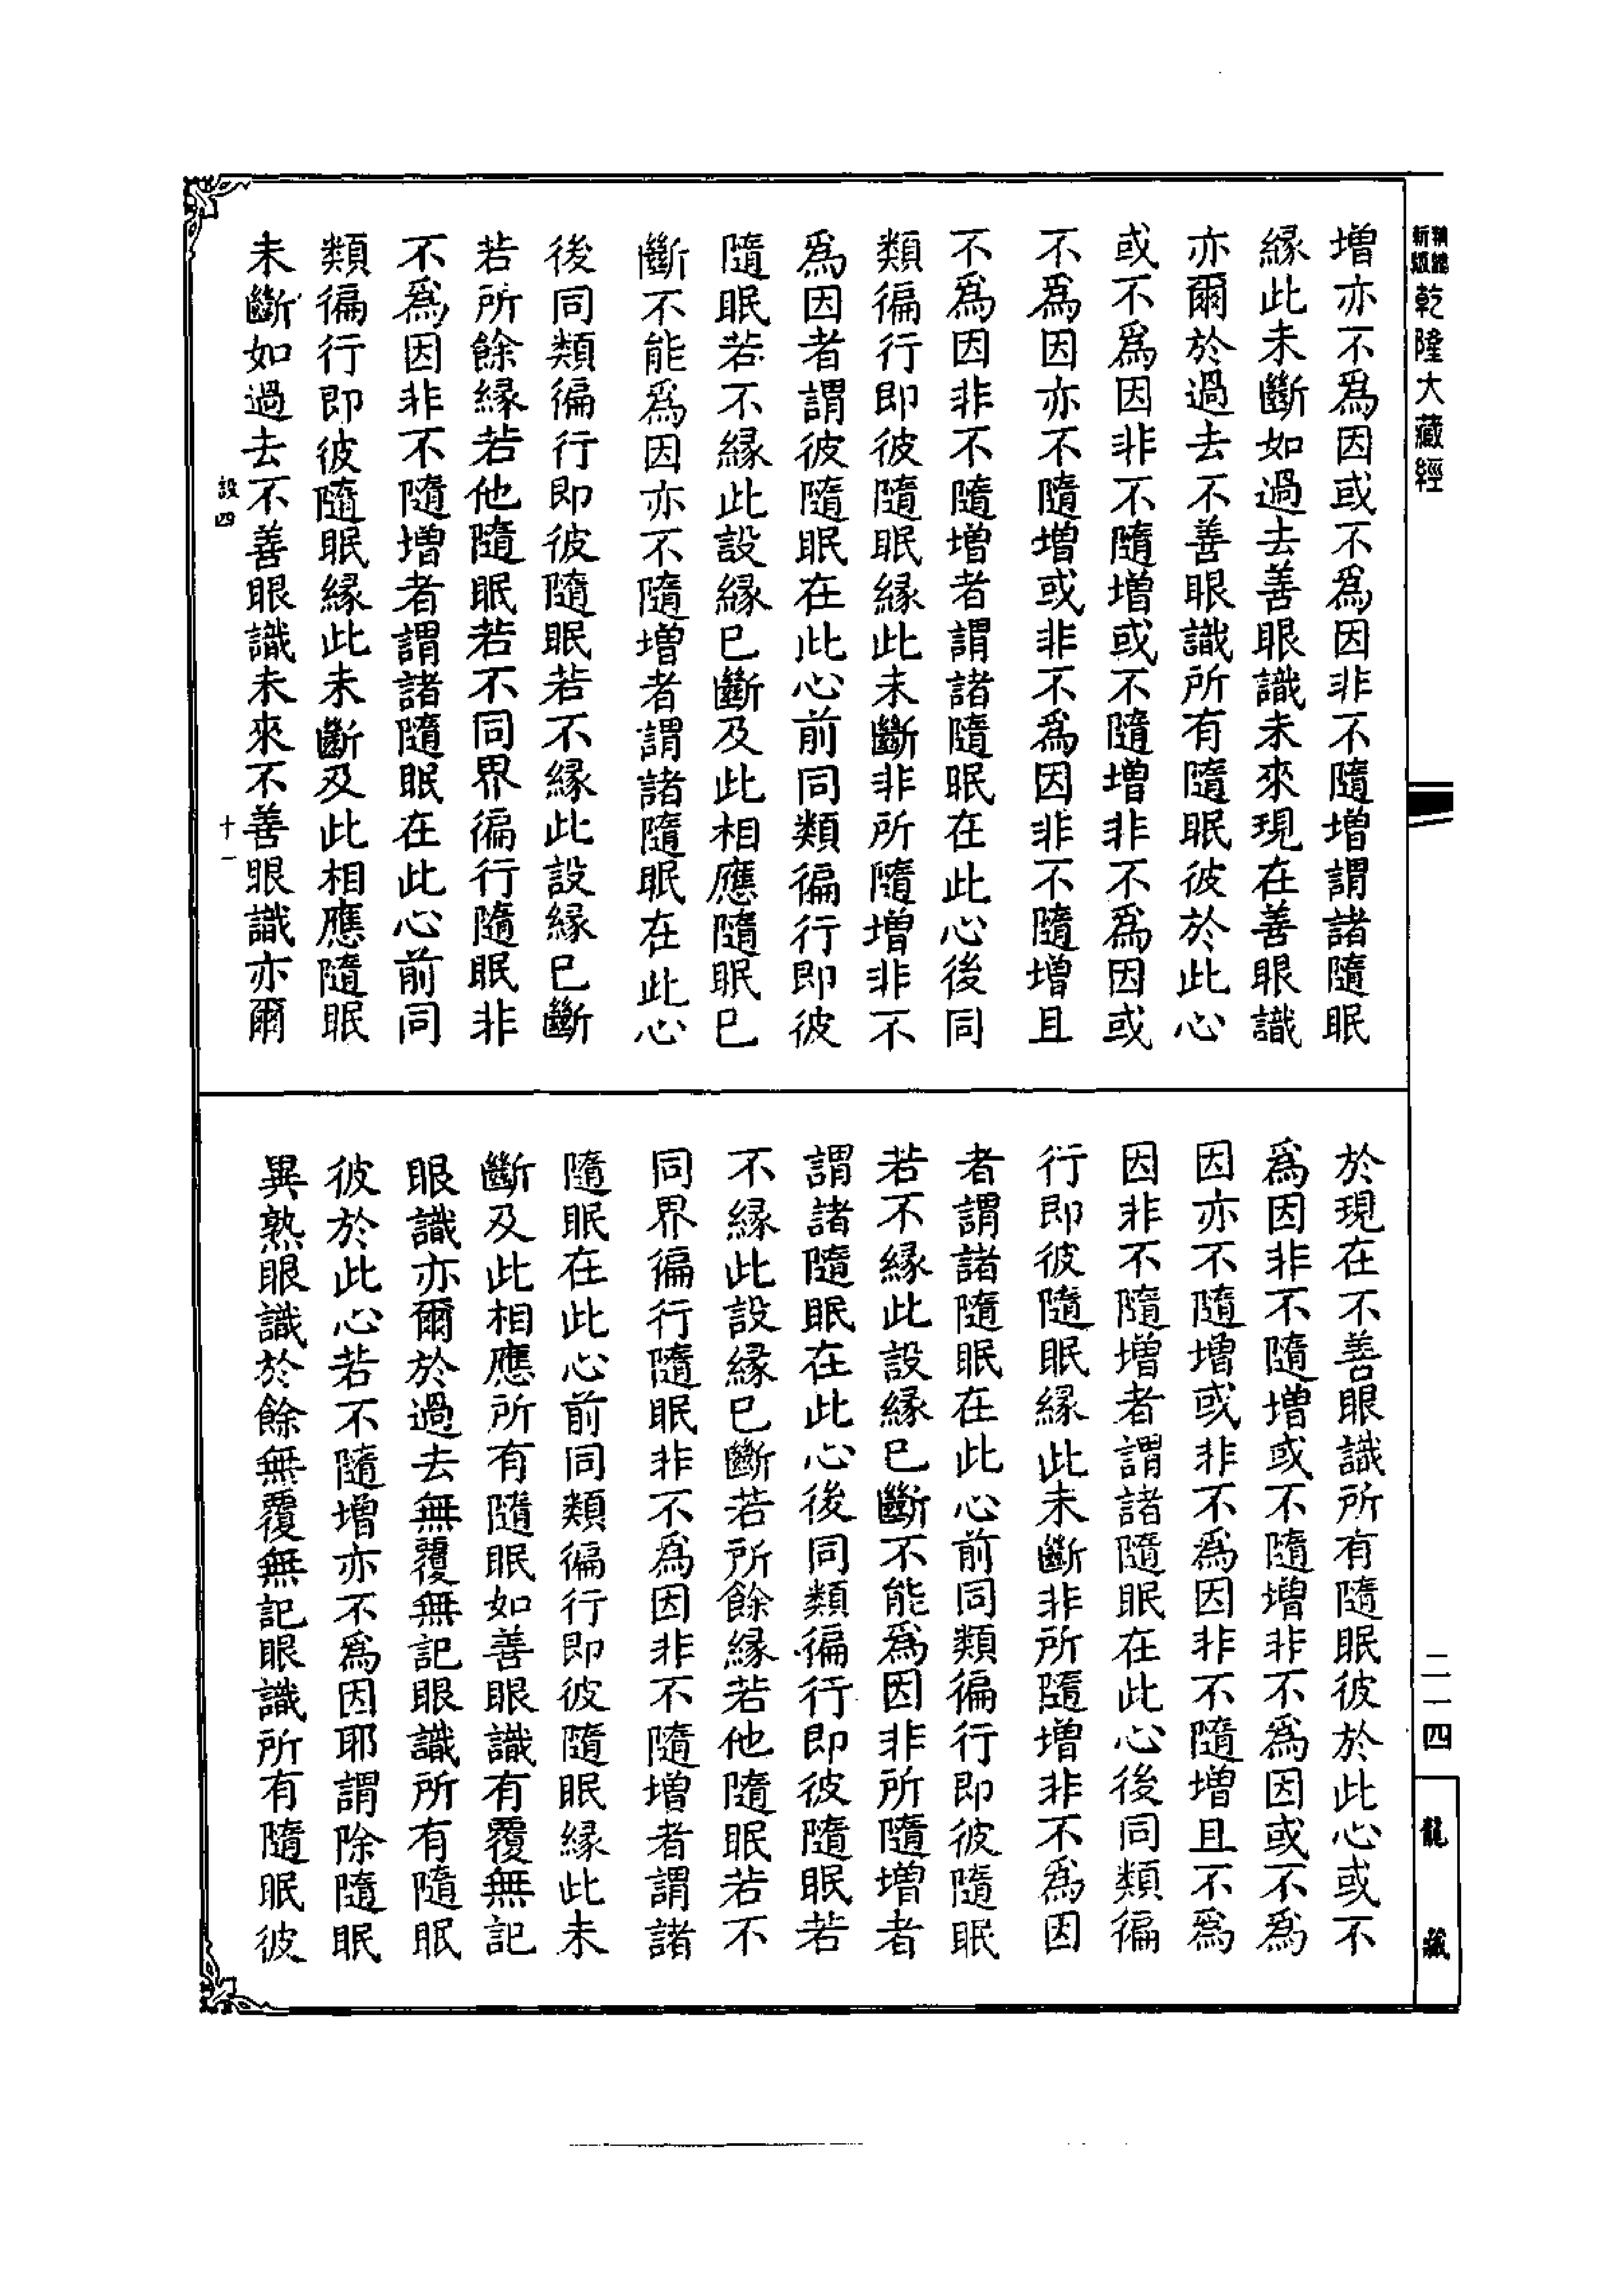 乾隆大藏經
增亦不爲因或不爲因非不隨增謂諸隨眠
緣此未斷如過去善眼識未來現在善眼識
亦爾於過去不善眼識所有隨眠彼於此心
或不爲因非不隨增或不隨增非不爲因或
不爲因亦不隨增或非不爲因非不隨增且
不爲因非不隨增者謂諸隨眠在此心後同
類徧行即彼隨眠緣此未斷非所隨增非不
爲因者謂彼隨眠在此心前同類徧行即彼
隨眠若不緣此設緣已斷及此相應隨眠已
斷不能爲因亦不隨增者謂諸隨眠在此心
後同類徧行即彼隨眠若不緣此設緣已斷
若所餘緣若他隨眠若不同界徧行隨眠非
不爲因非不隨增者謂諸隨眠在此心前同
類徧行即彼隨眠緣此未斷及此相應隨眠
未斷如過去不善眼識未來不善眼識亦爾
設四
十一
於現在不善眼識所有隨眠彼於此心或不
爲因非不隨增或不隨增非不爲因或不爲
因亦不隨增或非不爲因非不隨增且不爲
因非不隨增者謂諸隨眠在此心後同類徧
行即彼隨眠緣此未斷非所隨增非不爲因
者謂諸隨眠在此心前同類徧行即彼隨眠
若不緣此設緣已斷不能爲因非所隨增者
謂諸隨眠在此心後同類徧行即彼隨眠若
不緣此設緣已斷若所餘緣若他隨眠若不
同界徧行隨眠非不爲因非不隨增者謂諸
隨眠在此心前同類徧行即彼隨眠緣此未
斷及此相應所有隨眠如善眼識有覆無記
眼識亦爾於過去無覆無記眼識所有隨眠
彼於此心若不隨增亦不爲因耶謂除隨眠
異熟眼識於餘無覆無記眼識所有隨眠彼
二一四
龍藏